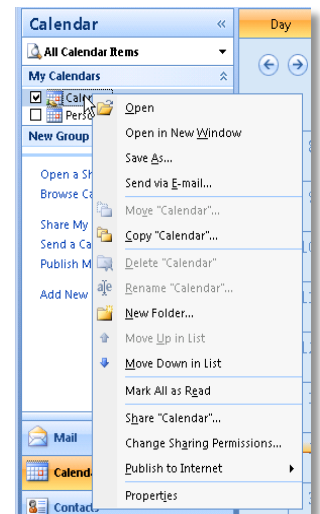 Calendar «
Day
All Calendar Items
My Calendars
Calen
Perso
New Group
Open a Sh
Browse Ca
Share My
Send a Ca
Publish M
Add New
Open
Open in New Window
Save As...
Send via E-mail...
Move "Calendar"...
Copy "Calendar"...
Delete "Calendar"
Rename "Calendar"...
New Folder...
Move Up in List
Move Down in List
Mark All as Read
Share "Calendar"...
Change Sharing Permissions...
Publish to Internet
Properties
Mail
Calenda
Contacts